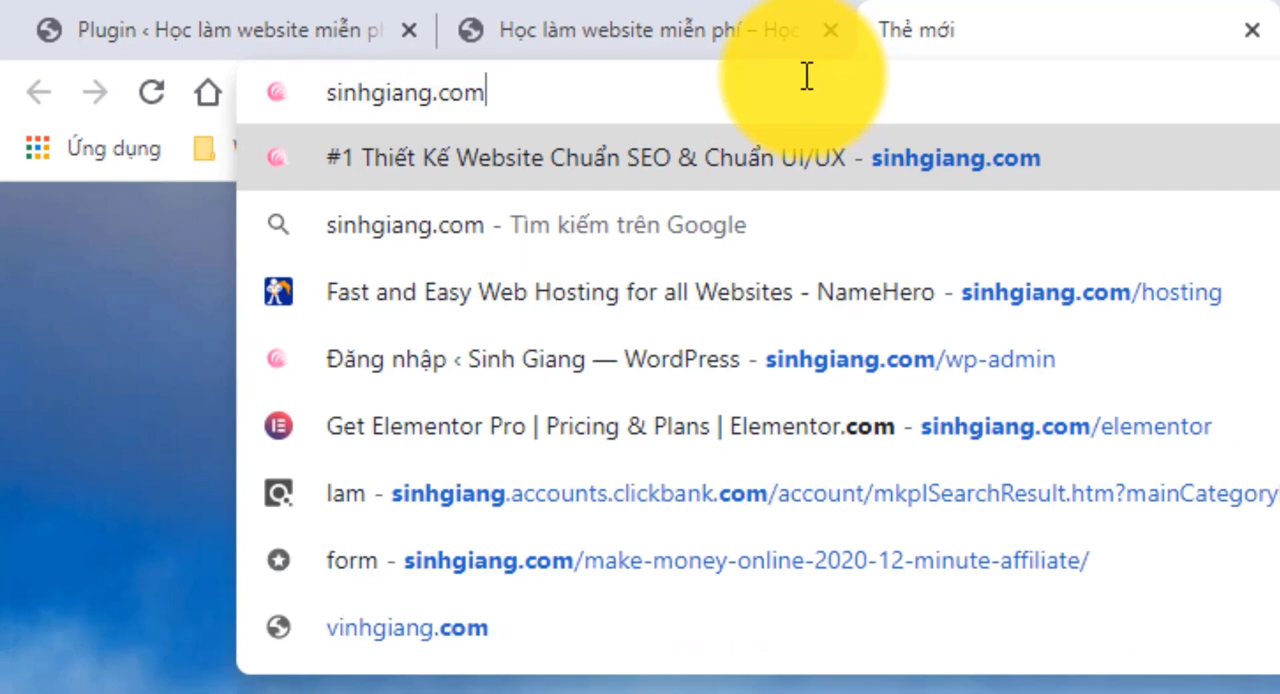 Plugin ‹ Học làm website miễn ph
Học làm website miễn phí – Học
Thẻ mới
sinhgiang.com
Ứng dụng
#1 Thiết Kế Website Chuẩn SEO & Chuẩn UI/UX - sinhgiang.com
sinhgiang.com - Tìm kiếm trên Google
Fast and Easy Web Hosting for all Websites - NameHero - sinhgiang.com/hosting
Đăng nhập ‹ Sinh Giang — WordPress - sinhgiang.com/wp-admin
Get Elementor Pro | Pricing & Plans | Elementor.com - sinhgiang.com/elementor
lam - sinhgiang.accounts.clickbank.com/account/mkplSearchResult.htm?mainCategory
form - sinhgiang.com/make-money-online-2020-12-minute-affiliate/
vinhgiang.com